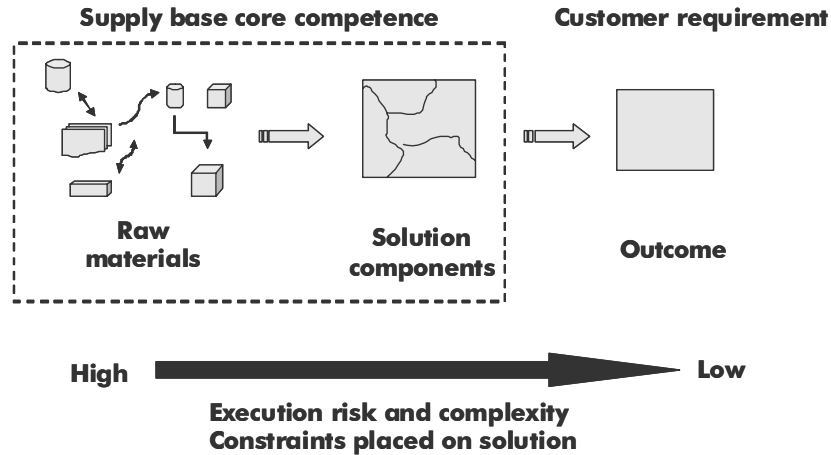 Supply base core competence
Customer requirement
Raw
materials
Solution
components
Outcome
High
Low
Execution risk and complexity
Constraints placed on solution